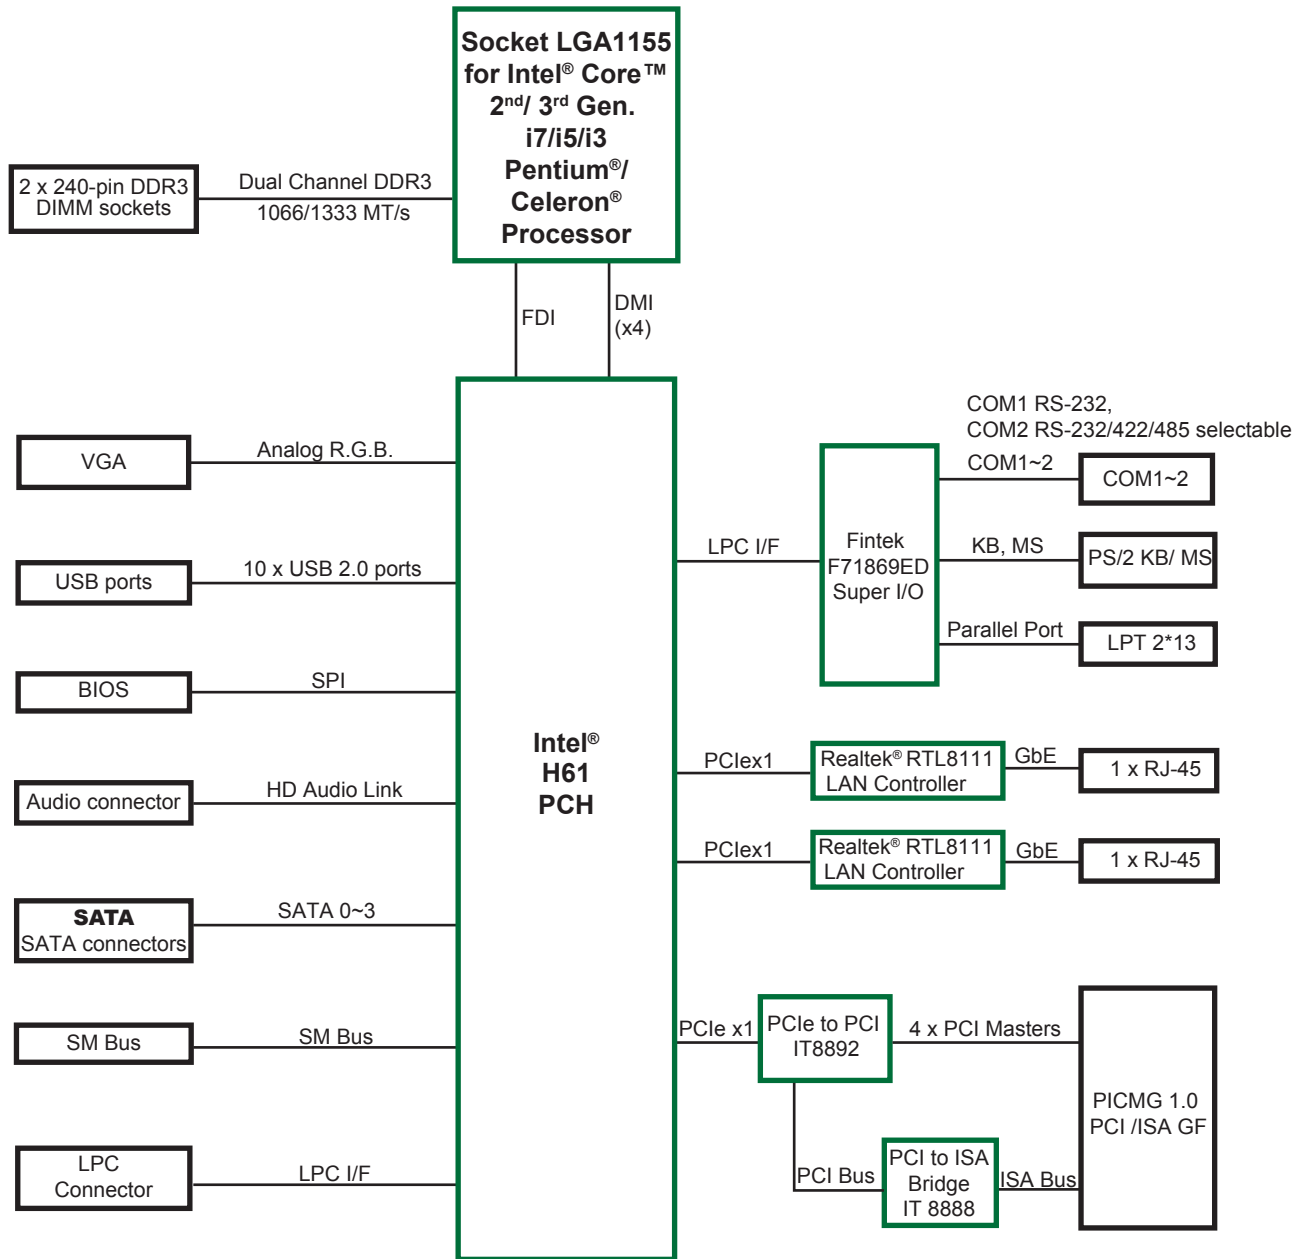 Socket LGA1155
for Intel® Core™
2nd/ 3rd Gen.
i7/i5/i3
Pentium®/
Celeron®
Processor
2 x 240-pin DDR3
DIMM sockets
Dual Channel DDR3
1066/1333 MT/s
FDI
DMI
(x4)
VGA
Analog R.G.B.
USB ports
10 x USB 2.0 ports
BIOS
SPI
Audio connector
HD Audio Link
SATA
SATA connectors
SATA 0~3
SM Bus
SM Bus
LPC
Connector
LPC I/F
Intel®
H61
PCH
COM1 RS-232,
COM2 RS-232/422/485 selectable
LPC I/F
Fintek
F71869ED
Super I/O
COM1~2
COM1~2
KB, MS
PS/2 KB/ MS
Parallel Port
LPT 2*13
PCIex1
Realtek® RTL8111
LAN Controller
GbE
1 x RJ-45
PCIex1
Realtek® RTL8111
LAN Controller
GbE
1 x RJ-45
PCIe x1
PCIe to PCI
IT8892
4 x PCI Masters
PICMG 1.0
PCI /ISA GF
PCI Bus
PCI to ISA
Bridge
IT 8888
ISA Bus